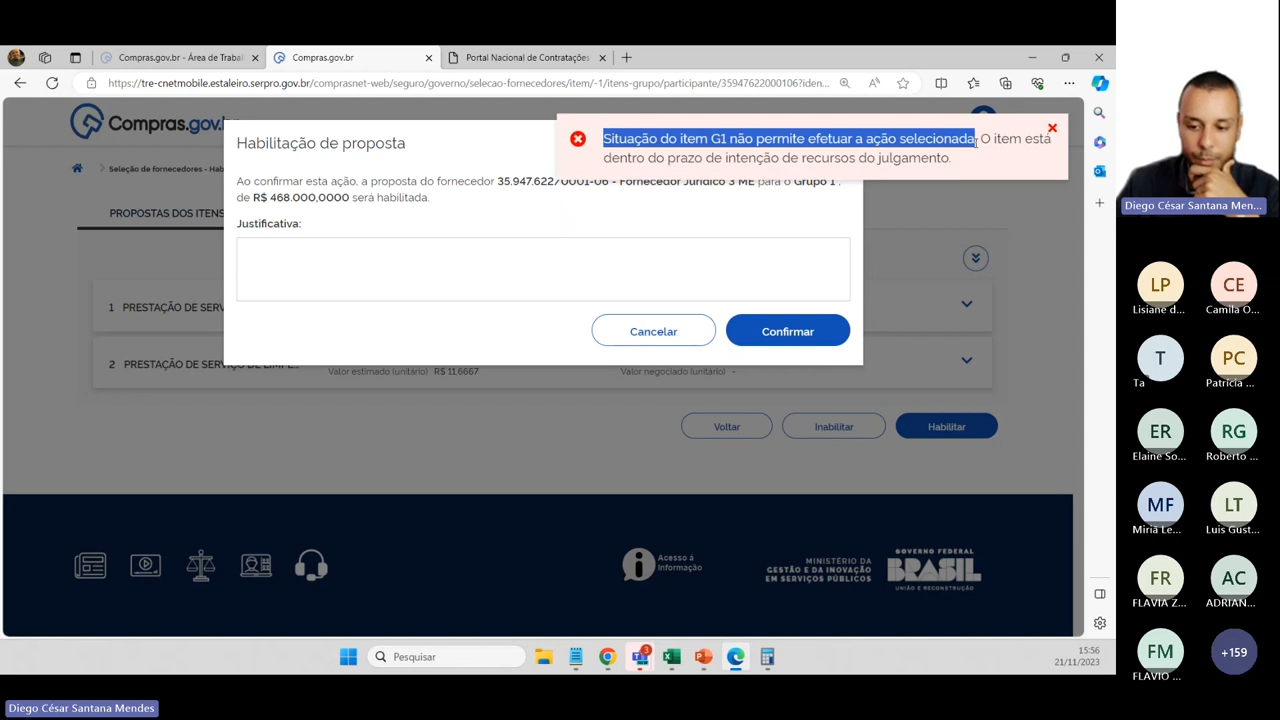 Compras.gov.br - Área de Trabal
Compras.gov.br
Portal Nacional de Contratações
https://tre-cnetmobile.estaleiro.serpro.gov.br/comprasnet-web/seguro/governo/selecao-fornecedores/item/-1/itens-grupo/participante/35947622000106?iden...
Compras.gov.b
Habilitação de proposta
Situação do item G1 não permite efetuar a ação selecionada. O item está
dentro do prazo de intenção de recursos do julgamento.
Seleção de fornecedores - Hab
Ao confirmar esta ação, a proposta do fornecedor 35.947.622/0001-06 - Fornecedor Jurídico 3 ME para o Grupo 1 ,
de R$ 468.000,0000 será habilitada.
PROPOSTAS DOS ITENS
Justificativa:
1 PRESTAÇÃO DE SERV
Cancelar
Confirmar
2 PRESTAÇÃO DE SERVIÇO DE LIMPE...
Valor estimado (unitário) R$ 11,6667
Valor negociado (unitário) -
Voltar
Inabilitar
Habilitar
Acesso à
Informação
MINISTÉRIO DA
GESTÃO E DA INOVAÇÃO
EM SERVIÇOS PÚBLICOS
GOVERNO FEDERAL
BRASIL
UNIÃO E RECONSTRUÇÃO
Pesquisar
3
15:56
21/11/2023
Diego César Santana Mendes
Diego César Santana Men...
LP
Lisiane d...
CE
Camila O...
T
Ta
PC
Patrícia ...
ER
Elaine So...
RG
Roberto ...
MF
Miriã Le...
LT
Luis Gust...
FR
FLAVIA Z...
AC
ADRIAN...
FM
FLAVIO ...
+159